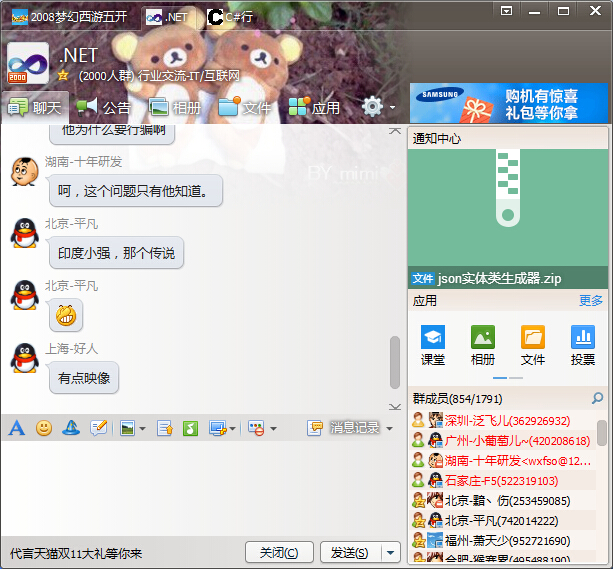 2008梦幻西游五开
.NET
C#行
.NET
2000
(2000人群) 行业交流-IT/互联网
聊天
公告
相册
文件
应用
SAMSUNG
购机有惊喜
礼包等你拿
他为什么要行骗啊
BY mimi
湖南-十年研发
呵，这个问题只有他知道。
北京-平凡
印度小强，那个传说
北京-平凡
上海-好人
有点映像
消息记录
代言天猫双11大礼等你来
关闭(C)
发送(S)
通知中心
文件 json实体类生成器.zip
应用
更多
课堂
相册
文件
投票
群成员(854/1791)
深圳-泛飞儿(362926932)
广州-小葡萄儿~(420208618)
湖南-十年研发<wxfso@12...
石家庄-F5(522319103)
北京-黯丶伤(253459085)
北京-平凡(742014222)
福州-萧天少(952721690)